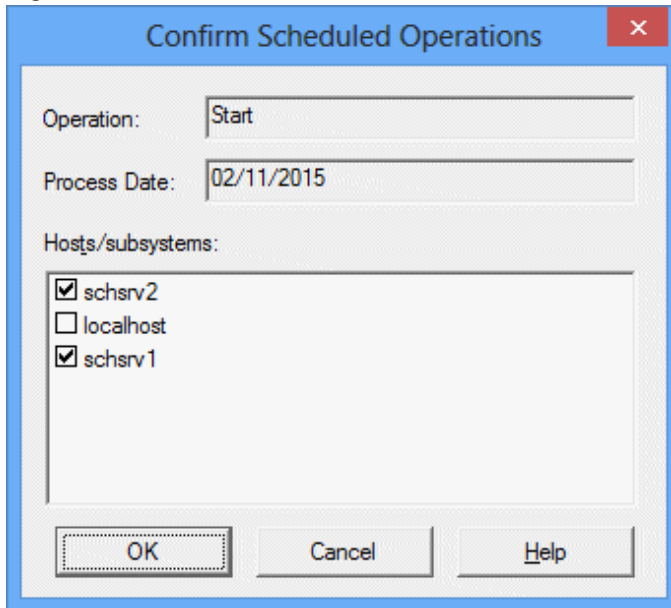 Confirm Scheduled Operations
Operation: Start
Process Date: 02/11/2015
Hosts/subsystems:
schsrv2
localhost
schsrv1
OK Cancel Help